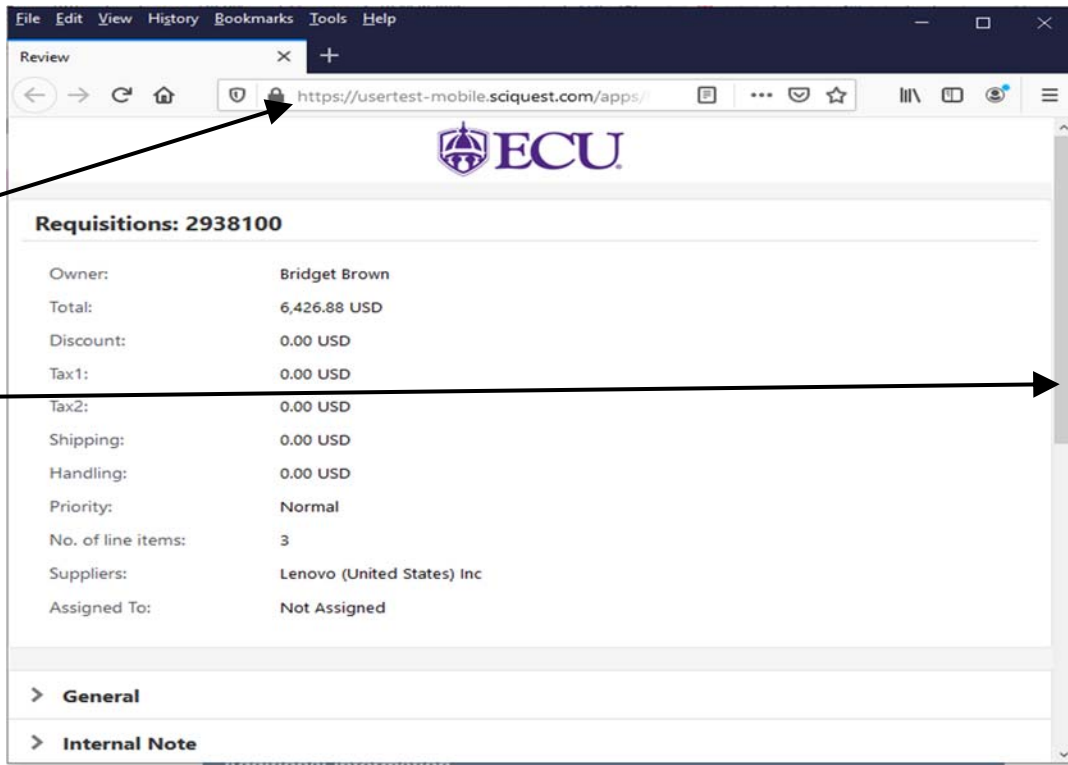 File Edit View History Bookmarks Tools Help
Review
https://usertest-mobile.sciquest.com/apps/
ECU
Requisitions: 2938100
Owner: Bridget Brown
Total: 6,426.88 USD
Discount: 0.00 USD
Tax1: 0.00 USD
Tax2: 0.00 USD
Shipping: 0.00 USD
Handling: 0.00 USD
Priority: Normal
No. of line items: 3
Suppliers: Lenovo (United States) Inc
Assigned To: Not Assigned
General
Internal Note